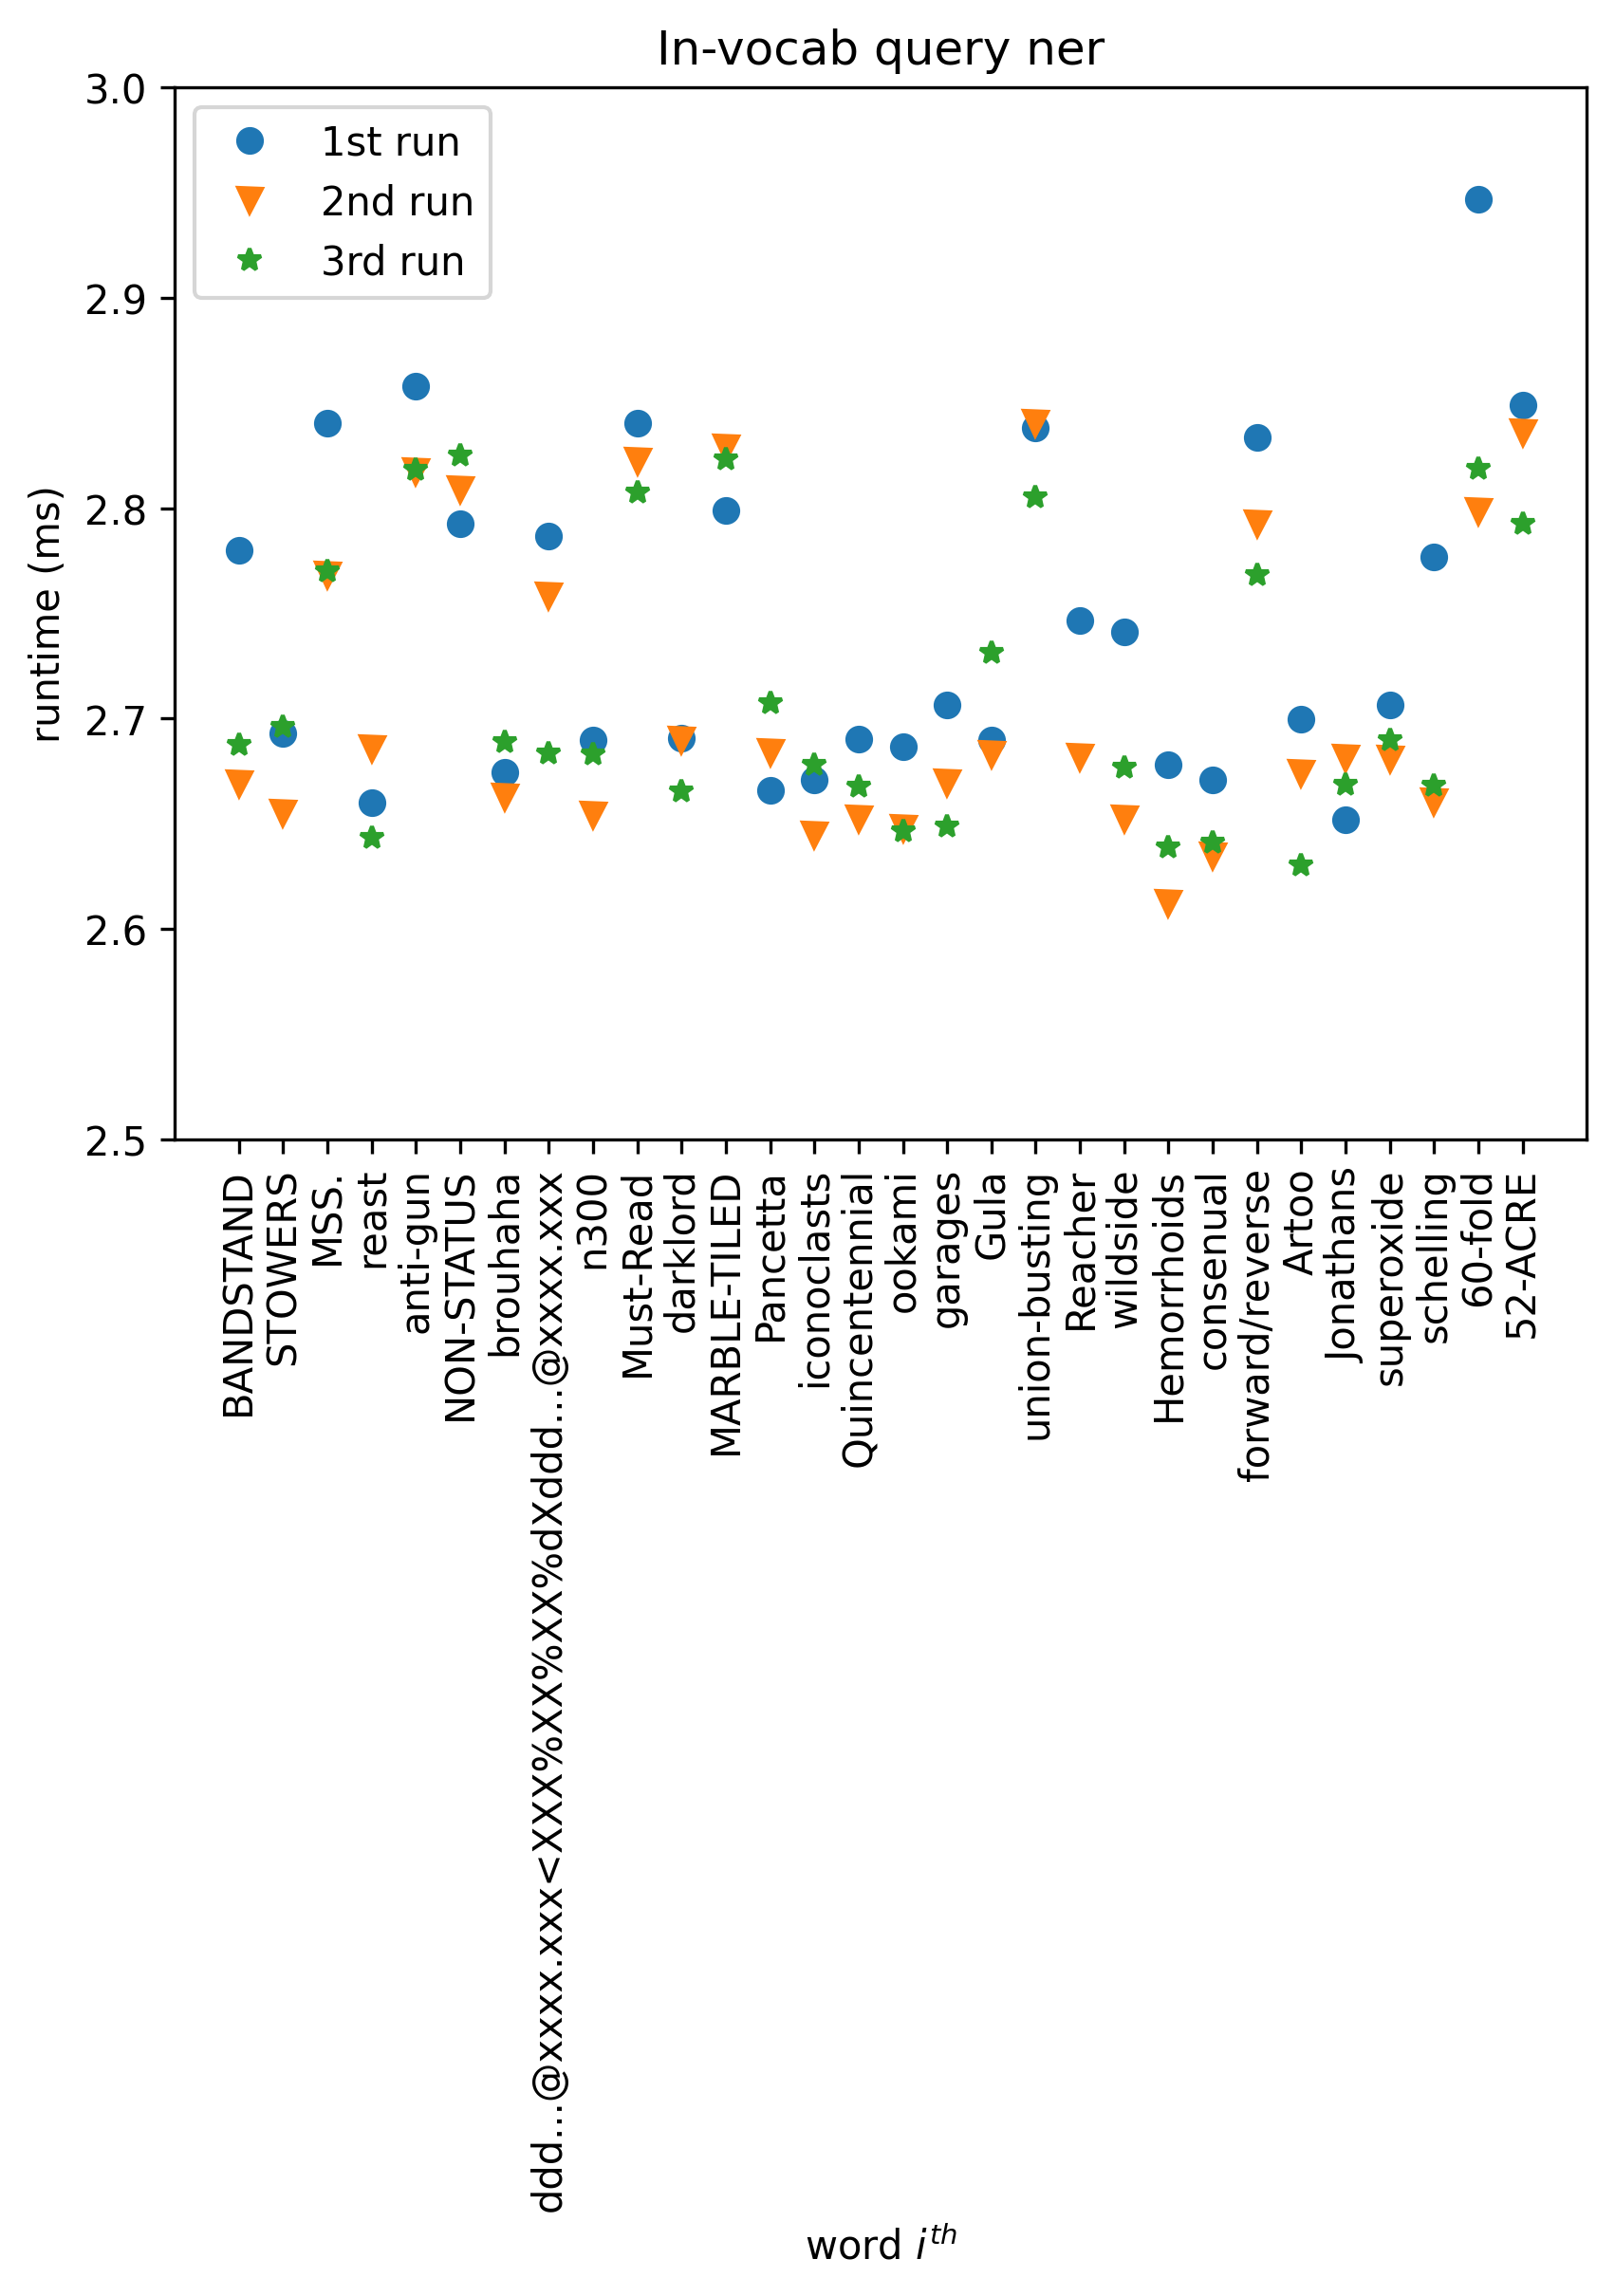 In-vocab query ner
3.0
2.9
2.8
2.7
2.6
2.5
runtime (ms)
1st run
2nd run
3rd run
BANDSTAND
STOWERS
MSS.
reast
anti-gun
NON-STATUS
brouhaha
ddd...@xxxx.xxx<XXX%XX%XX%dXddd...@xxxx.xxx
n300
Must-Read
darklord
MARBLE-TILED
Pancetta
iconoclasts
Quincentennial
ookami
garages
Gula
union-busting
Reacher
wildside
Hemorrhoids
consenual
forward/reverse
Artoo
Jonathans
superoxide
schelling
60-fold
52-ACRE
word i^th